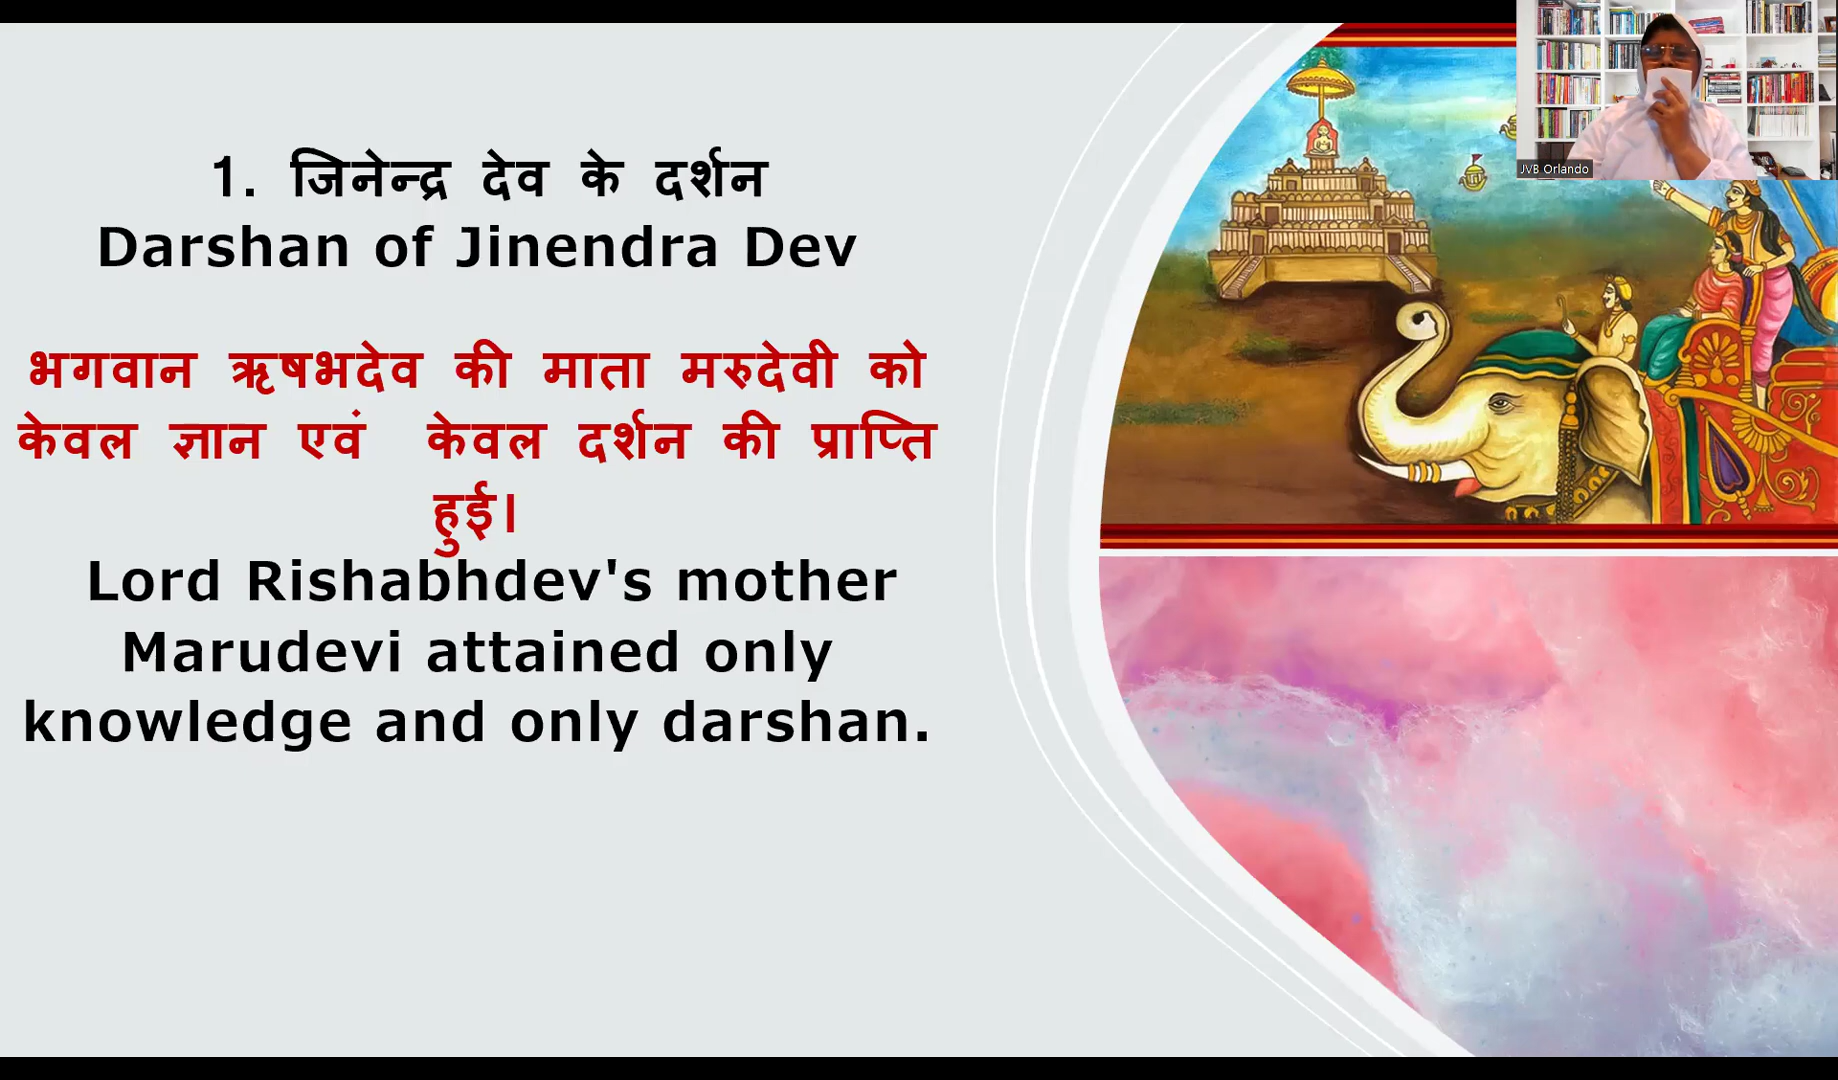 1. जिनेन्द्र देव के दर्शन
Darshan of Jinendra Dev
भगवान ऋषभदेव की माता मरुदेवी को
केवल ज्ञान एवं केवल दर्शन की प्राप्ति
हुई।
Lord Rishabhdev's mother
Marudevi attained only
knowledge and only darshan.
JVB Orlando